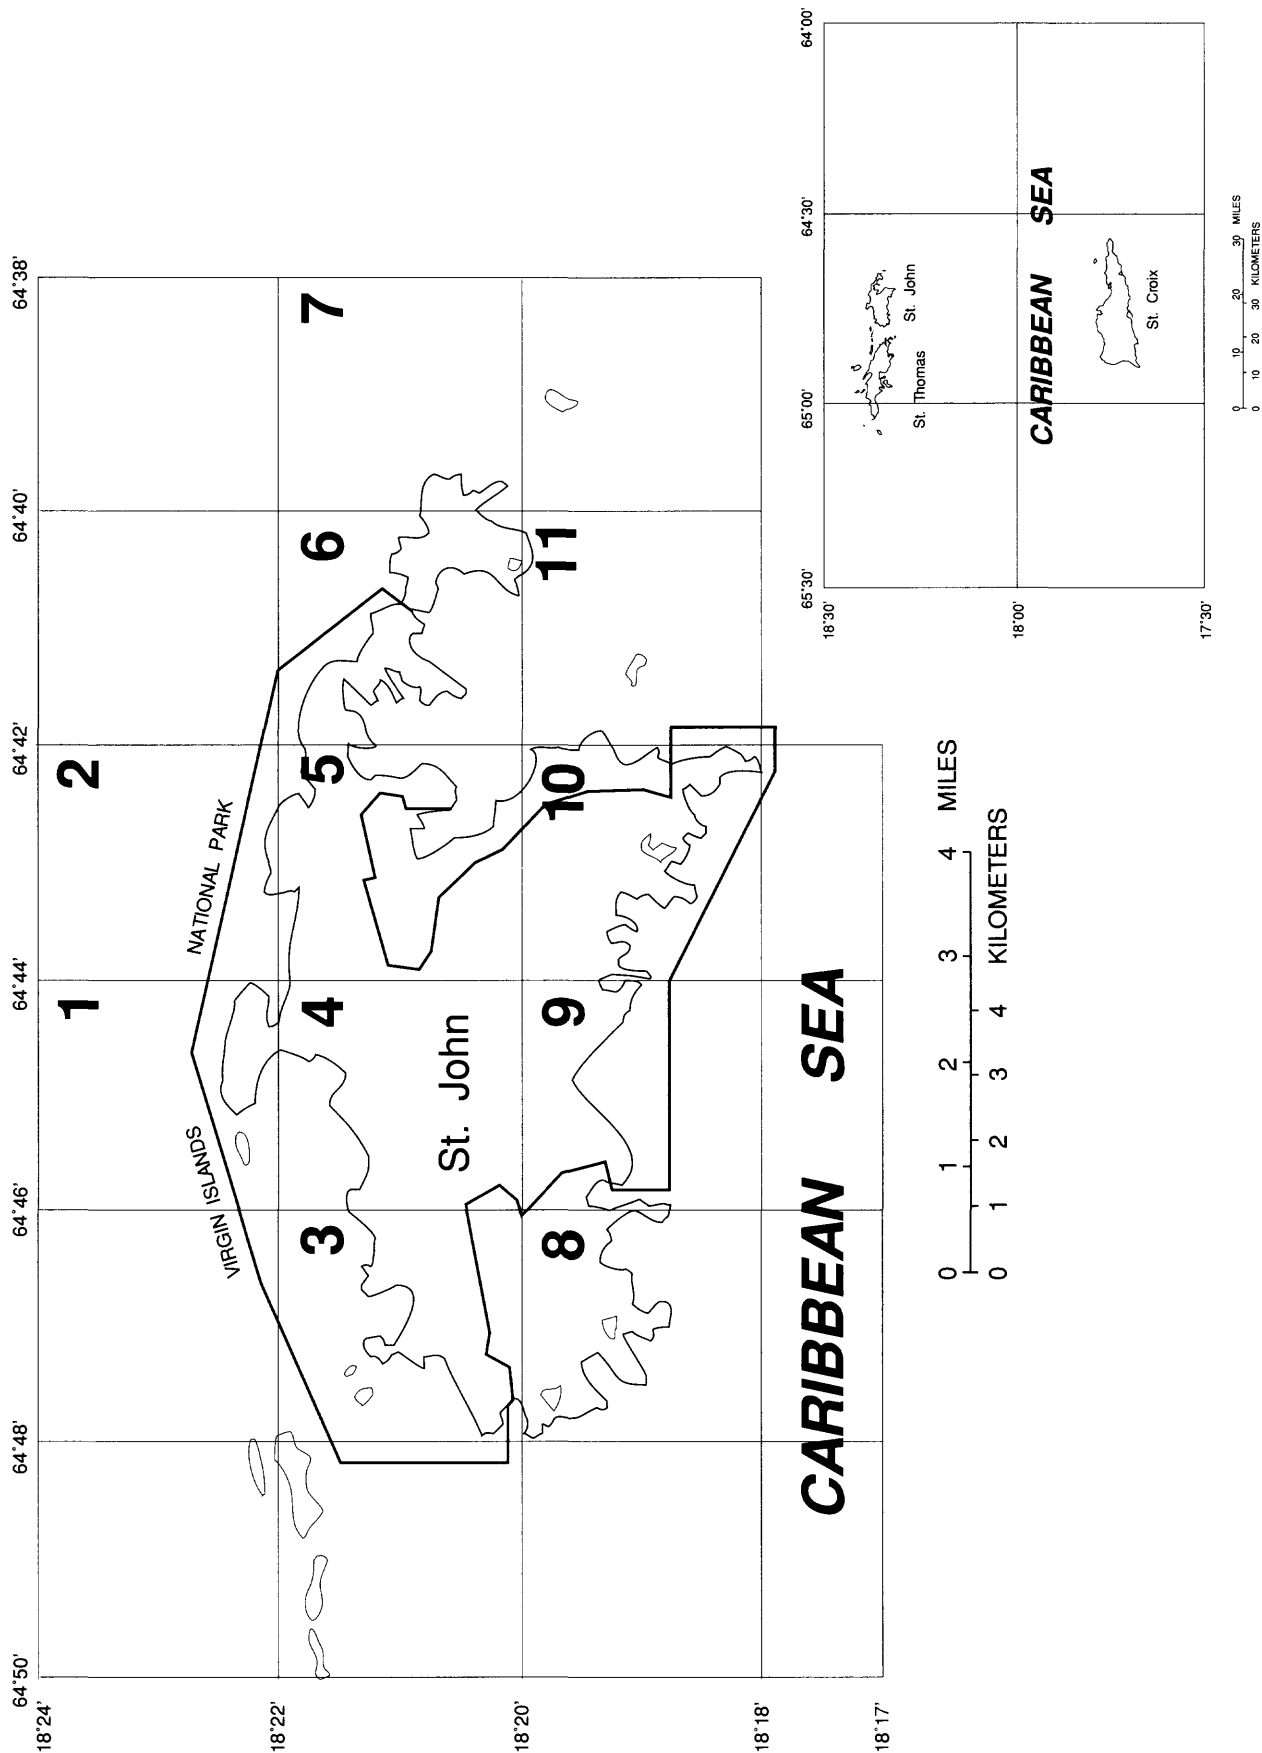 64°50'
64°48'
64°46'
64°44'
64°42'
64°40'
64°38'
18°24'
18°22'
18°20'
18°18'
18°17'
VIRGIN ISLANDS
NATIONAL PARK
1
2
3
4
5
6
7
St. John
8
9
10
11
CARIBBEAN SEA
0 1 2 3 4 MILES
0 1 2 3 4 KILOMETERS
65°30'
65°00'
64°30'
64°00'
18°30'
18°00'
17°30'
St. Thomas
St. John
CARIBBEAN SEA
St. Croix
0 10 20 30 MILES
0 10 20 30 KILOMETERS